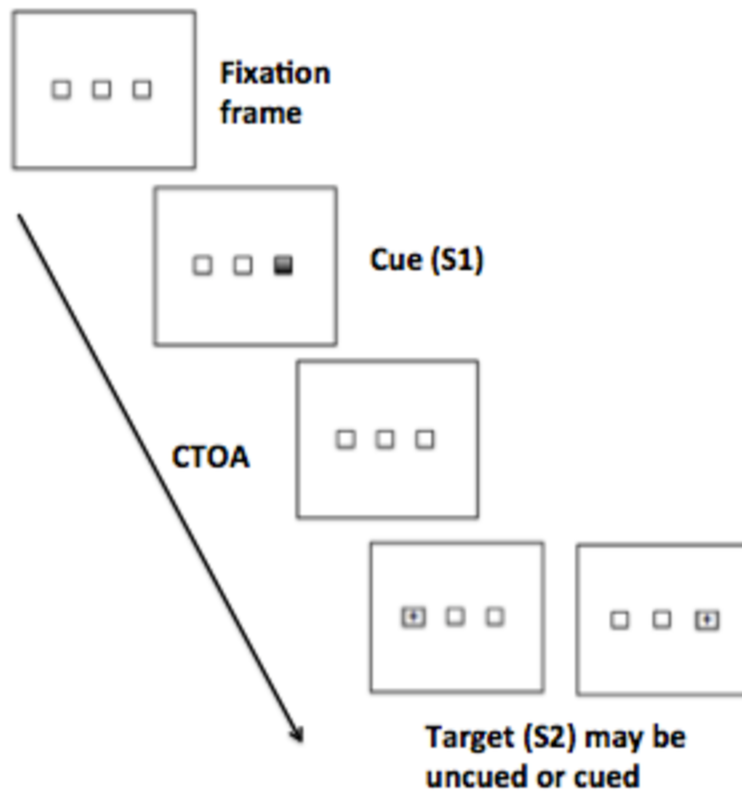 Fixation
frame
Cue (S1)
CTOA
Target (S2) may be
uncued or cued